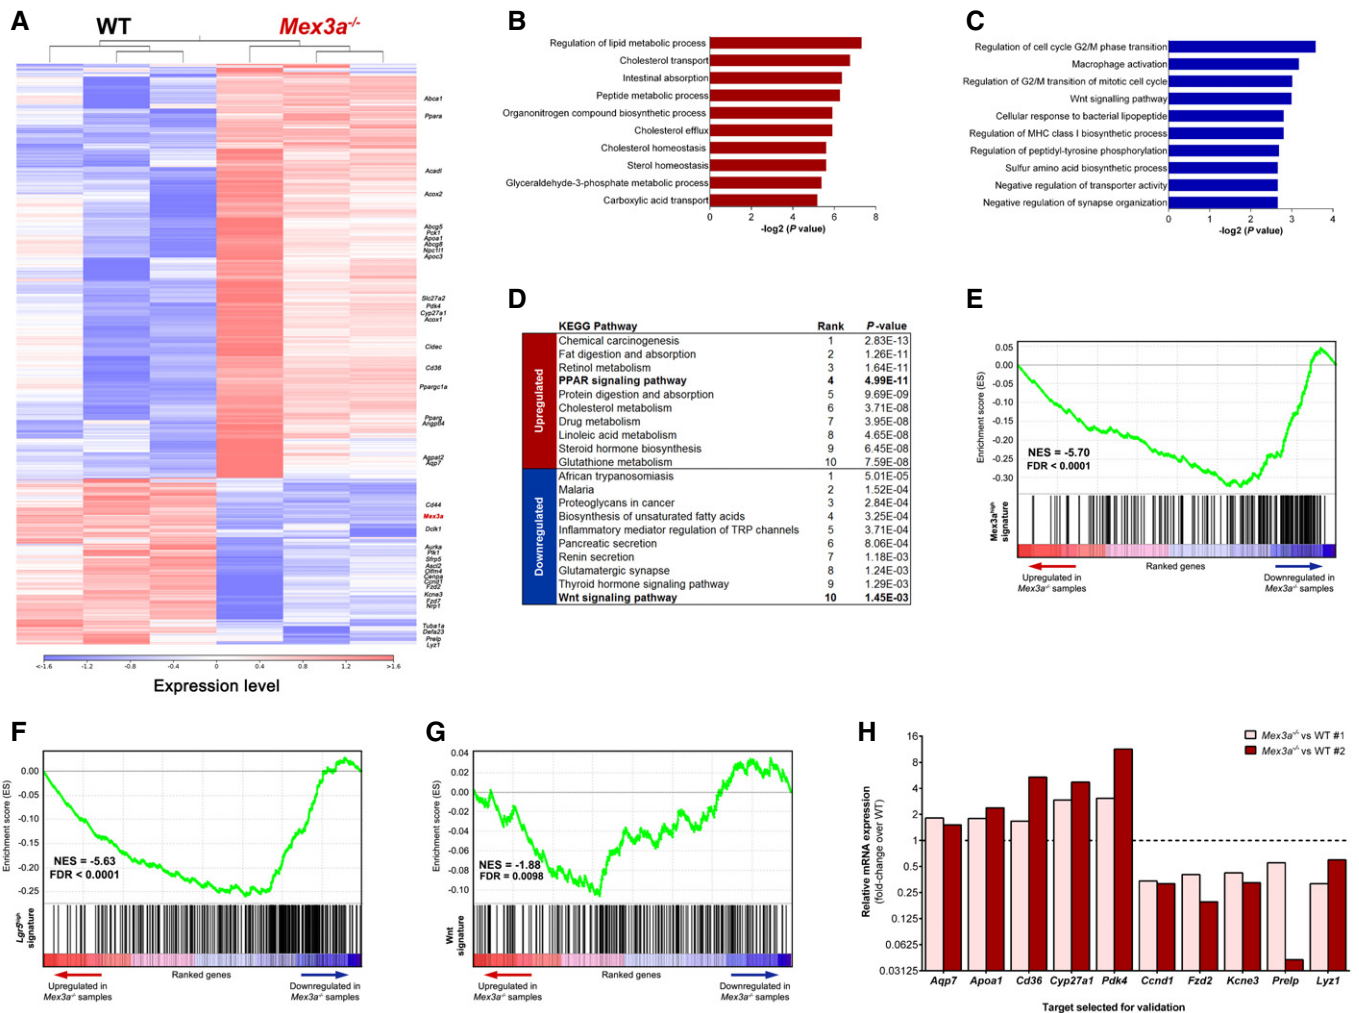 A
WT
Mex3a-/-
Abca1
Ppara
Acadl
Acox2
Abcg5
Pck1
Apoa1
Abcg8
Npc1l1
Apoc3
Slc27a2
Pdk4
Cyp27a1
Acox1
Cidec
Cd36
Ppargc1a
Pparg
Angptl4
Agpat2
Aqp7
Cd44
Mex3a
Dclk1
Aurka
Plk1
Sfrp5
Ascl2
Olfm4
Cenpa
Ccnd1
Fzd2
Kcne3
Fzd7
Nrp1
Tuba1a
Defa23
Prelp
Lyz1
<-1.6 -1.2 -0.8 -0.4 0 0.4 0.8 1.2 >1.6
Expression level
B
Regulation of lipid metabolic process
Cholesterol transport
Intestinal absorption
Peptide metabolic process
Organonitrogen compound biosynthetic process
Cholesterol efflux
Cholesterol homeostasis
Sterol homeostasis
Glyceraldehyde-3-phosphate metabolic process
Carboxylic acid transport
0 2 4 6 8
-log2 (P value)
C
Regulation of cell cycle G2/M phase transition
Macrophage activation
Regulation of G2/M transition of mitotic cell cycle
Wnt signalling pathway
Cellular response to bacterial lipopeptide
Regulation of MHC class I biosynthetic process
Regulation of peptidyl-tyrosine phosphorylation
Sulfur amino acid biosynthetic process
Negative regulation of transporter activity
Negative regulation of synapse organization
0 1 2 3 4
-log2 (P value)
D
KEGG Pathway Rank P-value
Upregulated
Chemical carcinogenesis 1 2.83E-13
Fat digestion and absorption 2 1.26E-11
Retinol metabolism 3 1.64E-11
PPAR signaling pathway 4 4.99E-11
Protein digestion and absorption 5 9.69E-09
Cholesterol metabolism 6 3.71E-08
Drug metabolism 7 3.95E-08
Linoleic acid metabolism 8 4.65E-08
Steroid hormone biosynthesis 9 6.45E-08
Glutathione metabolism 10 7.59E-08
Downregulated
African trypanosomiasis 1 5.01E-05
Malaria 2 1.52E-04
Proteoglycans in cancer 3 2.84E-04
Biosynthesis of unsaturated fatty acids 4 3.25E-04
Inflammatory mediator regulation of TRP channels 5 3.71E-04
Pancreatic secretion 6 8.06E-04
Renin secretion 7 1.18E-03
Glutamatergic synapse 8 1.24E-03
Thyroid hormone signaling pathway 9 1.29E-03
Wnt signaling pathway 10 1.45E-03
E
Enrichment score (ES)
0.05
0.00
-0.05
-0.10
-0.15
-0.20
-0.25
-0.30
NES = -5.70
FDR < 0.0001
Mex3ahigh
signature
Ranked genes
Upregulated in
Mex3a-/- samples
Downregulated in
Mex3a-/- samples
F
Enrichment score (ES)
0.00
-0.05
-0.10
-0.15
-0.20
-0.25
NES = -5.63
FDR < 0.0001
Lgr5high
signature
Ranked genes
Upregulated in
Mex3a-/- samples
Downregulated in
Mex3a-/- samples
G
Enrichment score (ES)
0.04
0.02
0.00
-0.02
-0.04
-0.06
-0.08
-0.10
NES = -1.88
FDR = 0.0098
Wnt
signature
Ranked genes
Upregulated in
Mex3a-/- samples
Downregulated in
Mex3a-/- samples
H
Mex3a-/- vs WT #1
Mex3a-/- vs WT #2
Relative mRNA expression
(fold-change over WT)
16
8
4
2
1
0.5
0.25
0.125
0.0625
0.03125
Aqp7 Apoa1 Cd36 Cyp27a1 Pdk4 Ccnd1 Fzd2 Kcne3 Prelp Lyz1
Target selected for validation